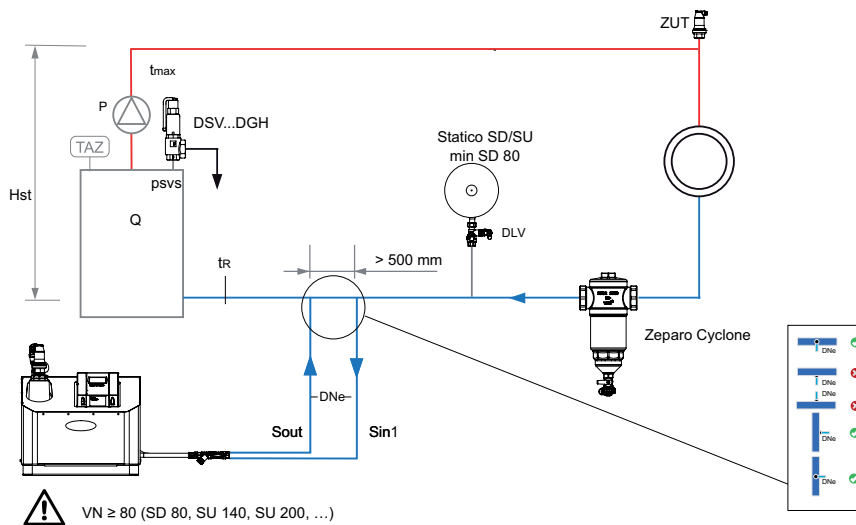 ZUT
tmax
P
DSV...DGH
TAZ
Statico SD/SU
min SD 80
psvs
Hst
Q
DLV
> 500 mm
tR
Zeparo Cyclone
DNe
DNe
DNe
DNe
DNe
DNe
Sout
Sin1
VN ≥ 80 (SD 80, SU 140, SU 200, …)